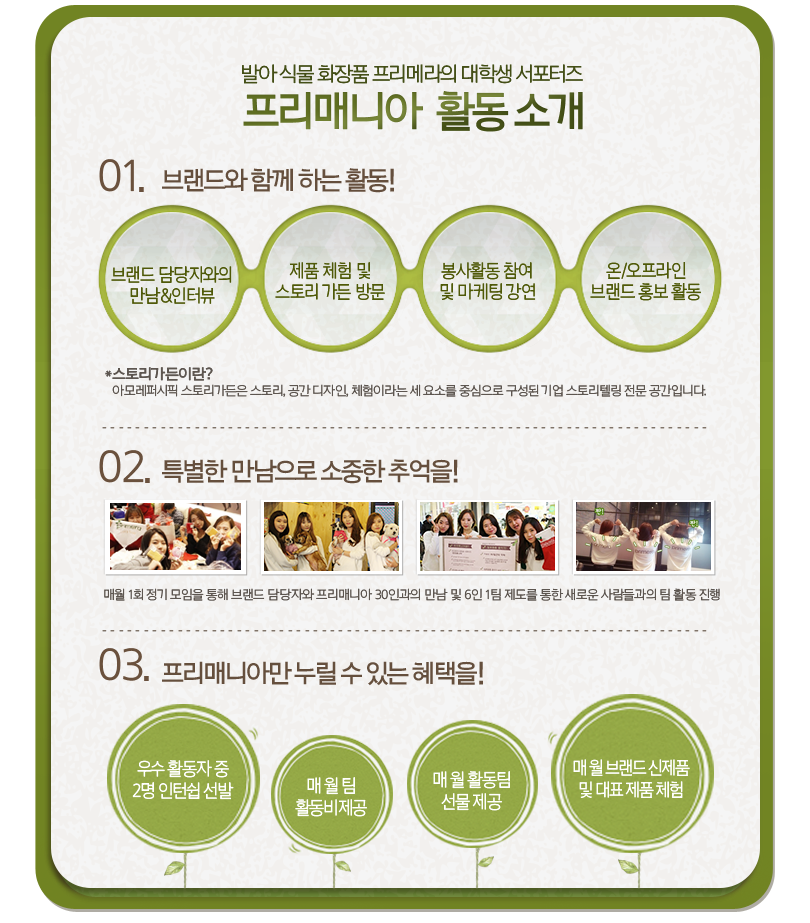 발아 식물 화장품 프리메라의 대학생 서포터즈
프리매니아 활동 소개
01. 브랜드와 함께 하는 활동!
브랜드 담당자와의
만남&인터뷰
제품 체험 및
스토리 가든 방문
봉사활동 참여
및 마케팅 강연
온/오프라인
브랜드 홍보 활동
*스토리가든이란?
아모레퍼시픽 스토리가든은 스토리, 공간 디자인, 체험이라는 세 요소를 중심으로 구성된 기업 스토리텔링 전문 공간입니다.
02. 특별한 만남으로 소중한 추억을!
매월 1회 정기 모임을 통해 브랜드 담당자와 프리매니아 30인과의 만남 및 6인 1팀 제도를 통한 새로운 사람들과의 팀 활동 진행
03. 프리매니아만 누릴 수 있는 혜택을!
우수 활동자 중
2명 인턴쉽 선발
매 월 팀
활동비제공
매 월 활동팀
선물 제공
매 월 브랜드 신제품
및 대표 제품 체험